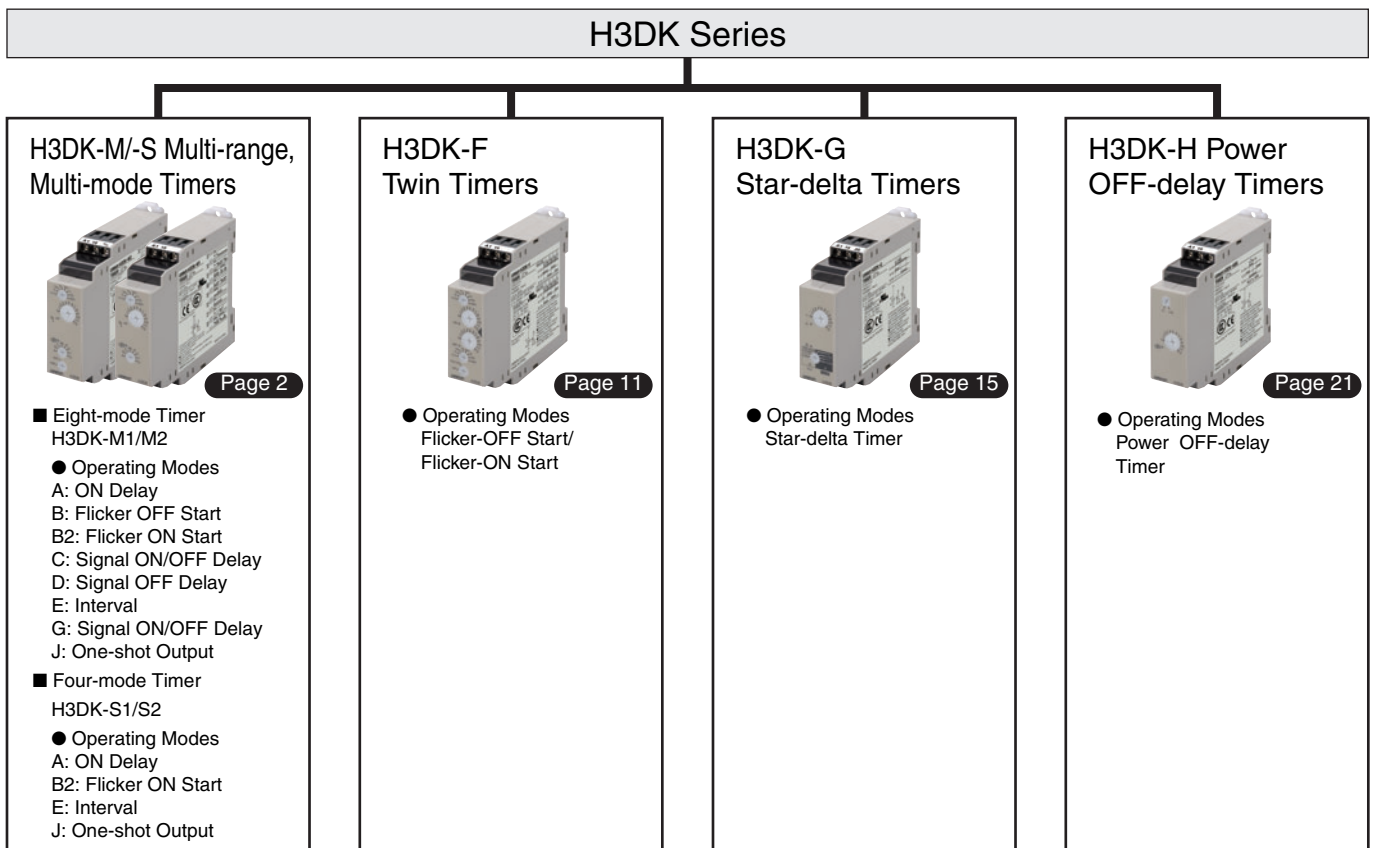 H3DK Series
H3DK-M/-S Multi-range,
Multi-mode Timers
Page 2
■ Eight-mode Timer
H3DK-M1/M2
● Operating Modes
A: ON Delay
B: Flicker OFF Start
B2: Flicker ON Start
C: Signal ON/OFF Delay
D: Signal OFF Delay
E: Interval
G: Signal ON/OFF Delay
J: One-shot Output
■ Four-mode Timer
H3DK-S1/S2
● Operating Modes
A: ON Delay
B2: Flicker ON Start
E: Interval
J: One-shot Output
H3DK-F
Twin Timers
Page 11
● Operating Modes
Flicker-OFF Start/
Flicker-ON Start
H3DK-G
Star-delta Timers
Page 15
● Operating Modes
Star-delta Timer
H3DK-H Power
OFF-delay Timers
Page 21
● Operating Modes
Power OFF-delay
Timer